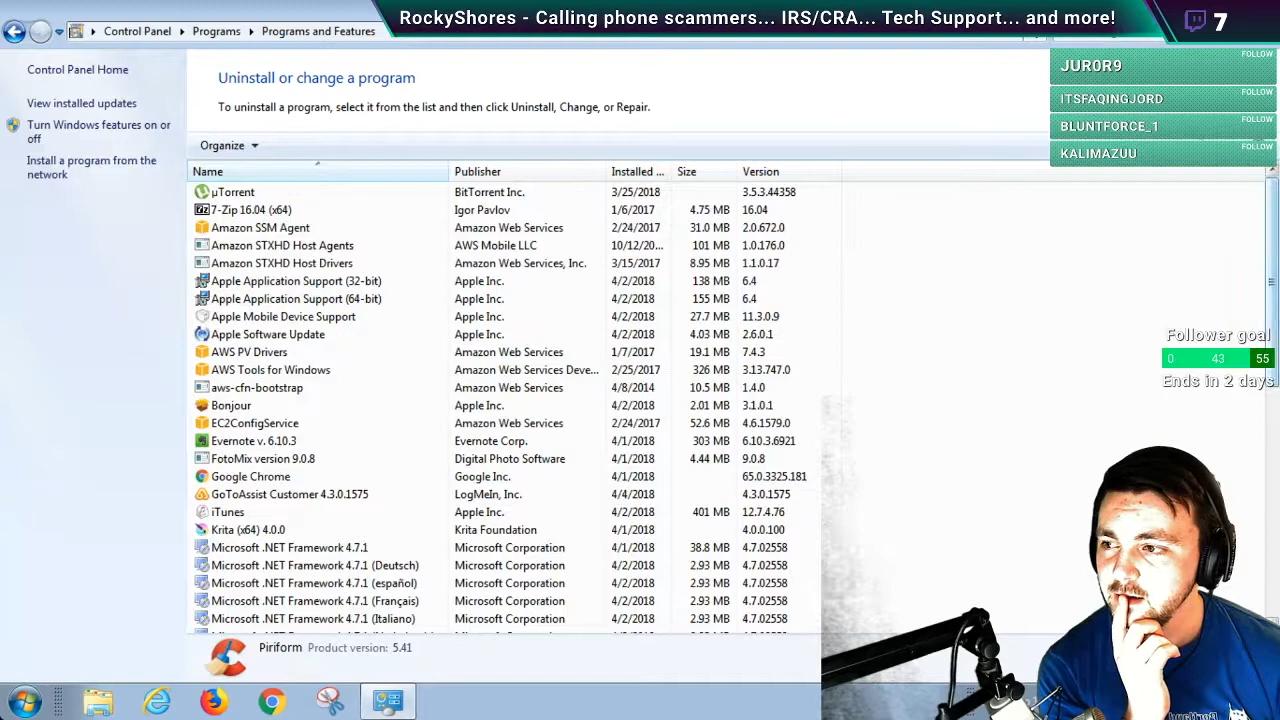 RockyShores - Calling phone scammers... IRS/CRA... Tech Support... and more!
7
Control Panel Programs Programs and Features
FOLLOW
JUR0R9
FOLLOW
ITSFAQINGJORD
FOLLOW
BLUNTFORCE_1
FOLLOW
KALIMAZUU
Control Panel Home
View installed updates
Turn Windows features on or
off
Install a program from the
network
Uninstall or change a program
To uninstall a program, select it from the list and then click Uninstall, Change, or Repair.
Organize
Name Publisher Installed ... Size Version
µTorrent BitTorrent Inc. 3/25/2018 3.5.3.44358
7-Zip 16.04 (x64) Igor Pavlov 1/6/2017 4.75 MB 16.04
Amazon SSM Agent Amazon Web Services 2/24/2017 31.0 MB 2.0.672.0
Amazon STXHD Host Agents AWS Mobile LLC 10/12/20... 101 MB 1.0.176.0
Amazon STXHD Host Drivers Amazon Web Services, Inc. 3/15/2017 8.95 MB 1.1.0.17
Apple Application Support (32-bit) Apple Inc. 4/2/2018 138 MB 6.4
Apple Application Support (64-bit) Apple Inc. 4/2/2018 155 MB 6.4
Apple Mobile Device Support Apple Inc. 4/2/2018 27.7 MB 11.3.0.9
Apple Software Update Apple Inc. 4/2/2018 4.03 MB 2.6.0.1
AWS PV Drivers Amazon Web Services 1/7/2017 19.1 MB 7.4.3
AWS Tools for Windows Amazon Web Services Deve... 2/25/2017 326 MB 3.13.747.0
aws-cfn-bootstrap Amazon Web Services 4/8/2014 10.5 MB 1.4.0
Bonjour Apple Inc. 4/2/2018 2.01 MB 3.1.0.1
EC2ConfigService Amazon Web Services 2/24/2017 52.6 MB 4.6.1579.0
Evernote v. 6.10.3 Evernote Corp. 4/1/2018 303 MB 6.10.3.6921
FotoMix version 9.0.8 Digital Photo Software 4/1/2018 4.44 MB 9.0.8
Google Chrome Google Inc. 4/1/2018 65.0.3325.181
GoToAssist Customer 4.3.0.1575 LogMeIn, Inc. 4/4/2018 4.3.0.1575
iTunes Apple Inc. 4/2/2018 401 MB 12.7.4.76
Krita (x64) 4.0.0 Krita Foundation 4/1/2018 4.0.0.100
Microsoft .NET Framework 4.7.1 Microsoft Corporation 4/1/2018 38.8 MB 4.7.02558
Microsoft .NET Framework 4.7.1 (Deutsch) Microsoft Corporation 4/2/2018 2.93 MB 4.7.02558
Microsoft .NET Framework 4.7.1 (español) Microsoft Corporation 4/2/2018 2.93 MB 4.7.02558
Microsoft .NET Framework 4.7.1 (Français) Microsoft Corporation 4/2/2018 2.93 MB 4.7.02558
Microsoft .NET Framework 4.7.1 (Italiano) Microsoft Corporation 4/2/2018 2.93 MB 4.7.02558
Piriform Product version: 5.41
Follower goal
0 43 55
Ends in 2 days